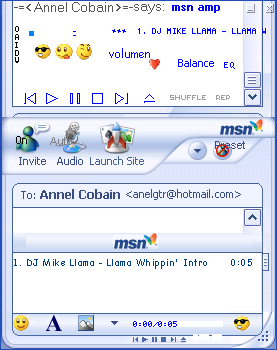 -=<Annel Cobain>=-says: msn amp
O
A
I
D
V
*** 1. DJ MIKE LLAMA - LLAMA W
volumen
Balance EQ
SHUFFLE REP
On Auto msn
Preset
Invite Audio Launch Site
To: Annel Cobain <anelgtr@hotmail.com>
msn
1. DJ Mike Llama - Llama Whippin' Intro 0:05
A 0:00/0:05